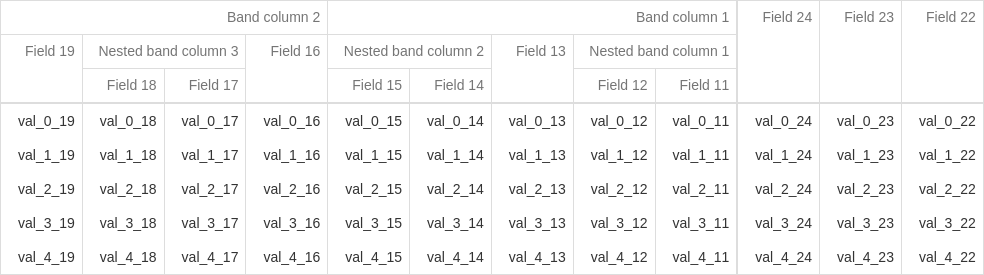 Band column 2 Band column 1 Field 24 Field 23 Field 22
Field 19 Nested band column 3 Field 16 Nested band column 2 Field 13 Nested band column 1
Field 18 Field 17 Field 15 Field 14 Field 12 Field 11
val_0_19 val_0_18 val_0_17 val_0_16 val_0_15 val_0_14 val_0_13 val_0_12 val_0_11 val_0_24 val_0_23 val_0_22
val_1_19 val_1_18 val_1_17 val_1_16 val_1_15 val_1_14 val_1_13 val_1_12 val_1_11 val_1_24 val_1_23 val_1_22
val_2_19 val_2_18 val_2_17 val_2_16 val_2_15 val_2_14 val_2_13 val_2_12 val_2_11 val_2_24 val_2_23 val_2_22
val_3_19 val_3_18 val_3_17 val_3_16 val_3_15 val_3_14 val_3_13 val_3_12 val_3_11 val_3_24 val_3_23 val_3_22
val_4_19 val_4_18 val_4_17 val_4_16 val_4_15 val_4_14 val_4_13 val_4_12 val_4_11 val_4_24 val_4_23 val_4_22